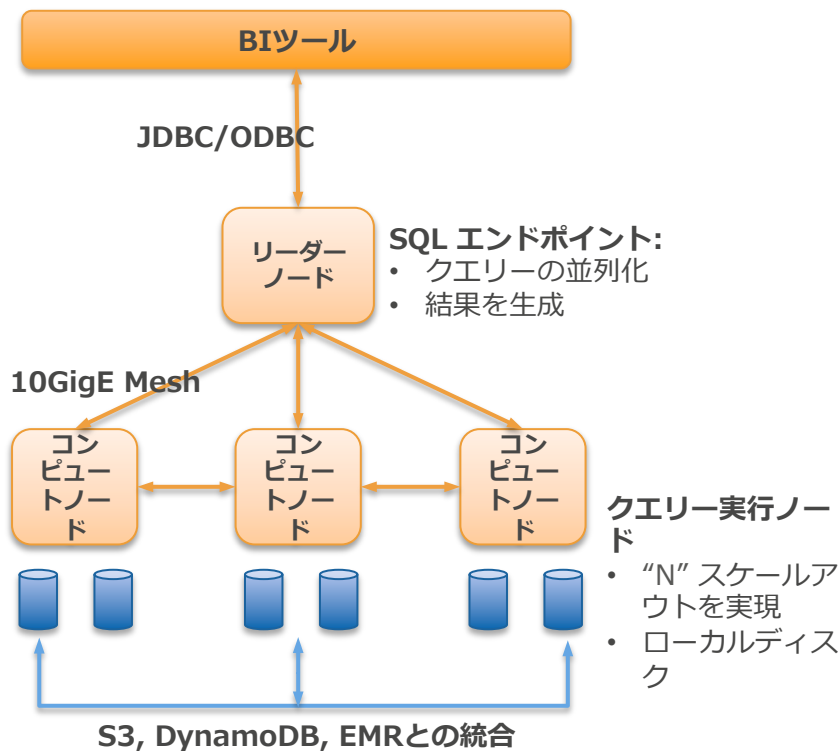 BIツール
JDBC/ODBC
リーダー
ノード
SQL エンドポイント:
• クエリーの並列化
• 結果を生成
10GigE Mesh
コン
ピュー
トノー
ド
コン
ピュー
トノー
ド
コン
ピュー
トノー
ド
クエリー実行ノー
ド
• “N” スケールア
ウトを実現
• ローカルディス
ク
S3, DynamoDB, EMRとの統合